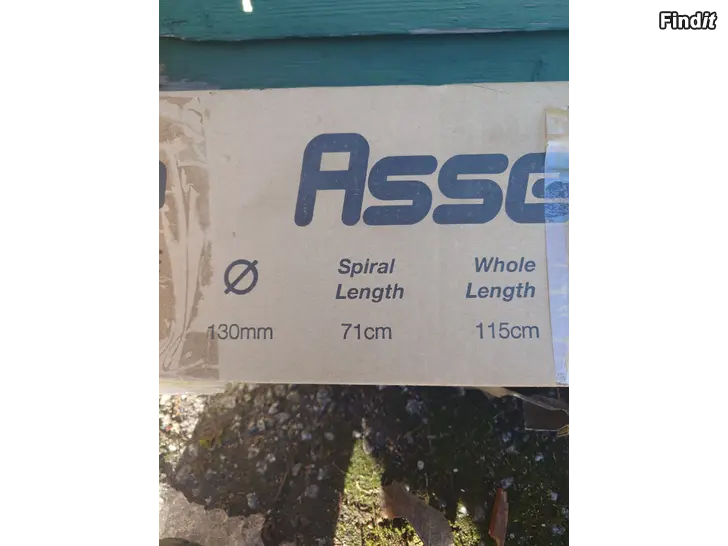 Findit
Asse
Ø
Spiral
Length
Whole
Length
130mm
71cm
115cm